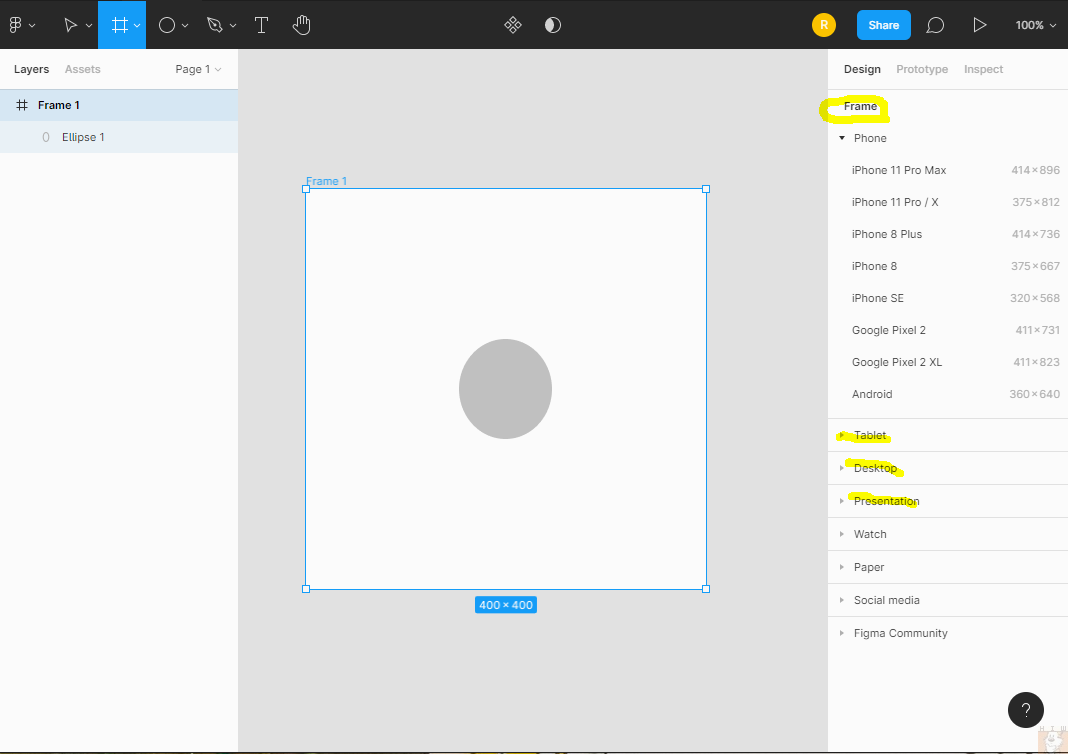 R
Share
100%
Layers Assets Page 1
Design Prototype Inspect
Frame 1
Ellipse 1
Frame 1
400 × 400
Frame
Phone
iPhone 11 Pro Max 414×896
iPhone 11 Pro / X 375×812
iPhone 8 Plus 414×736
iPhone 8 375×667
iPhone SE 320×568
Google Pixel 2 411×731
Google Pixel 2 XL 411×823
Android 360×640
Tablet
Desktop
Presentation
Watch
Paper
Social media
Figma Community
?